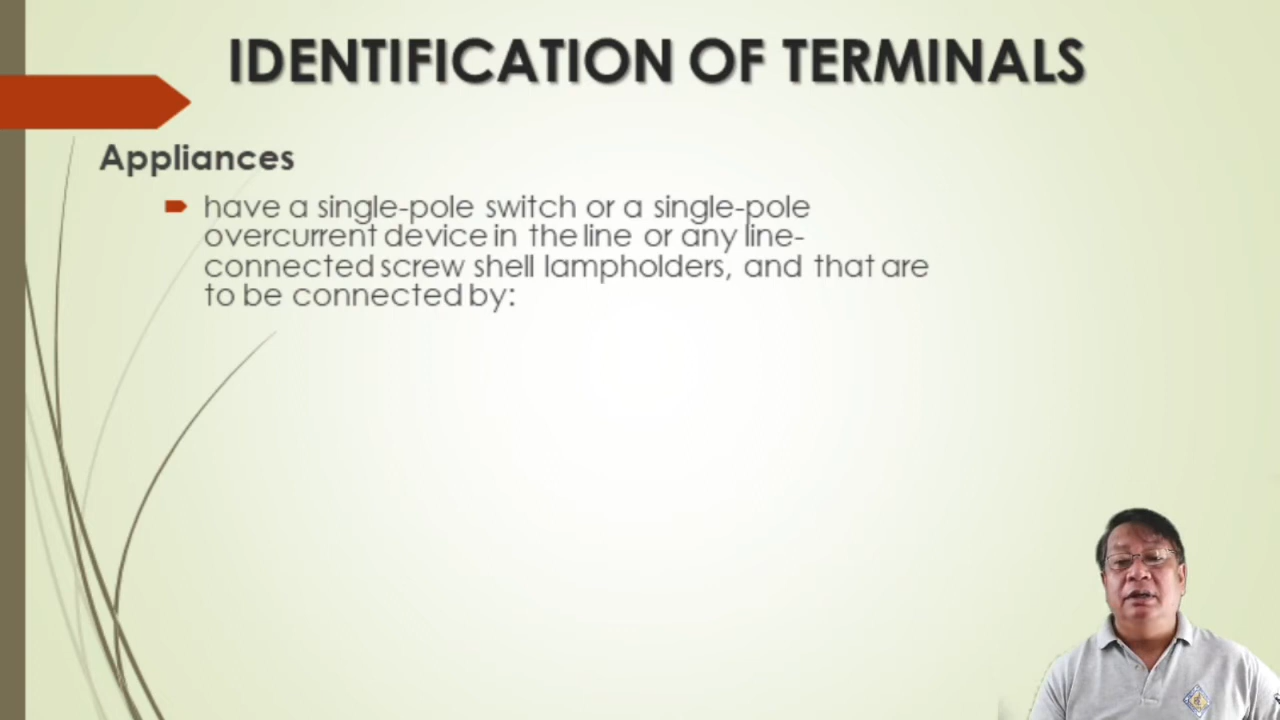 IDENTIFICATION OF TERMINALS
Appliances
have a single-pole switch or a single-pole
overcurrent device in the line or any line-
connected screw shell lampholders, and that are
to be connected by: